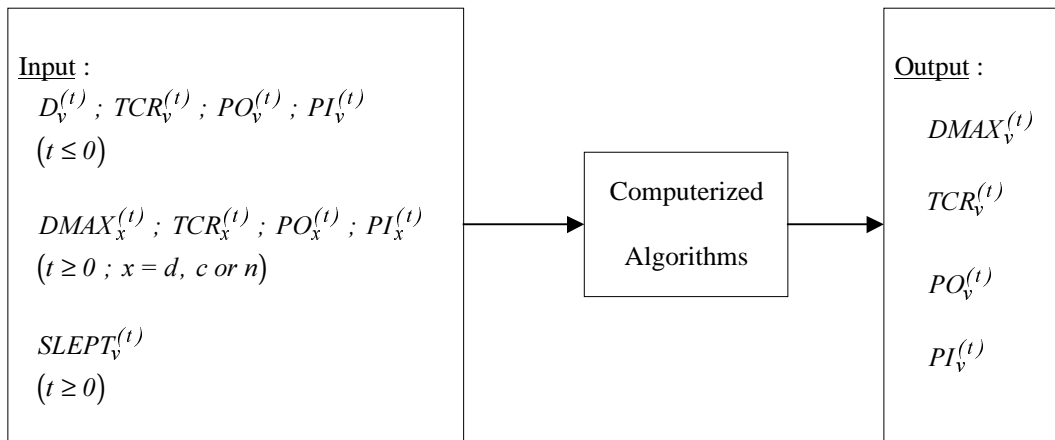 Input :
D_v^(t) ; TCR_v^(t) ; PO_v^(t) ; PI_v^(t)
(t ≤ 0)
DMAX_x^(t) ; TCR_x^(t) ; PO_x^(t) ; PI_x^(t)
(t ≥ 0 ; x = d, c or n)
SLEPT_v^(t)
(t ≥ 0)
Computerized
Algorithms
Output :
DMAX_v^(t)
TCR_v^(t)
PO_v^(t)
PI_v^(t)